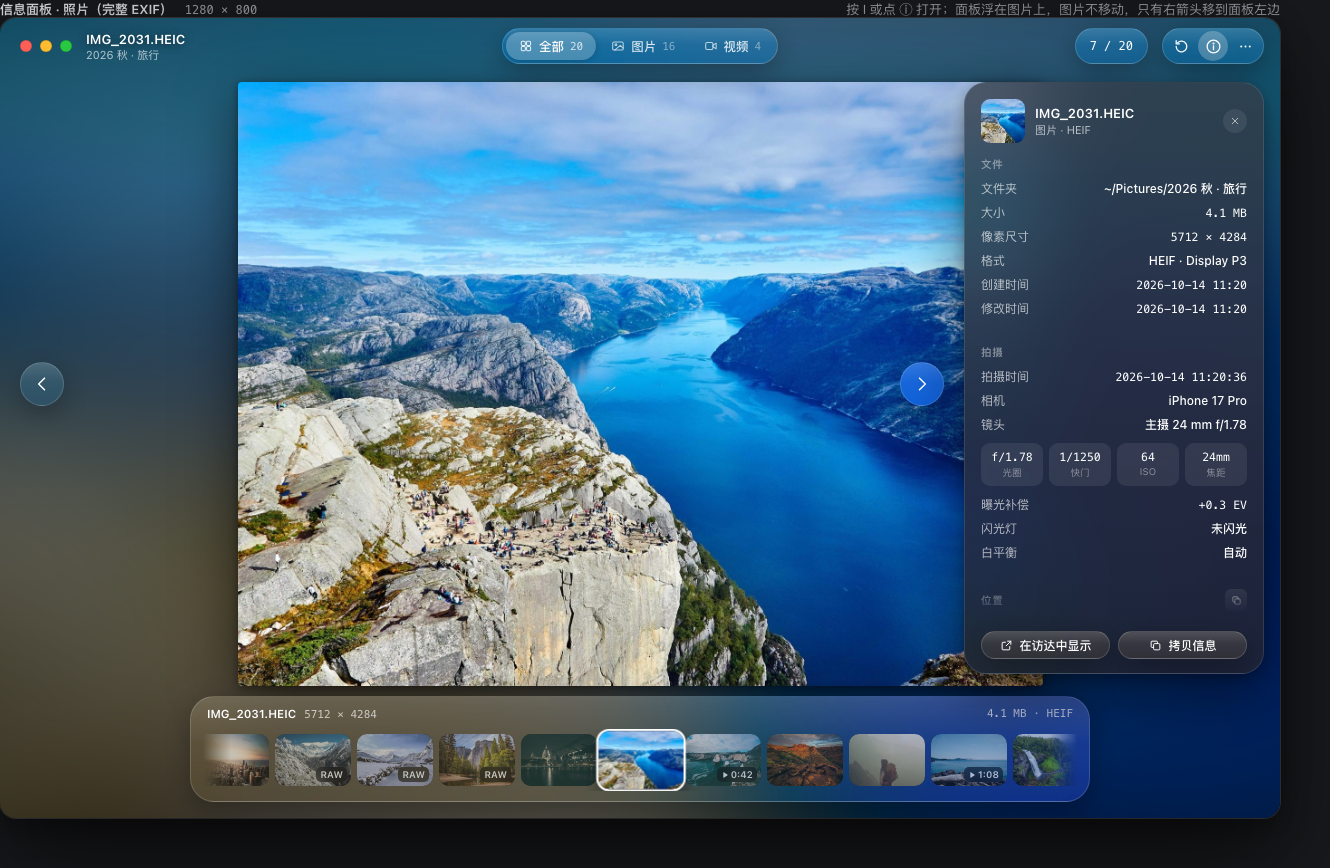 信息面板 · 照片（完整 EXIF） 1280 × 800
按 I 或点 ⓘ 打开：面板浮在图片上，图片不移动，只有右箭头移到面板左边
IMG_2031.HEIC
2026 秋 · 旅行
全部 20 图片 16 视频 4
7 / 20
IMG_2031.HEIC
图片 · HEIF
文件
文件夹 ~/Pictures/2026 秋 · 旅行
大小 4.1 MB
像素尺寸 5712 × 4284
格式 HEIF · Display P3
创建时间 2026-10-14 11:20
修改时间 2026-10-14 11:20
拍摄
拍摄时间 2026-10-14 11:20:36
相机 iPhone 17 Pro
镜头 主摄 24 mm f/1.78
f/1.78 1/1250 64 24mm
光圈 快门 ISO 焦距
曝光补偿 +0.3 EV
闪光灯 未闪光
白平衡 自动
位置
在访达中显示 拷贝信息
IMG_2031.HEIC 5712 × 4284 4.1 MB · HEIF
RAW RAW RAW 0:42 1:08